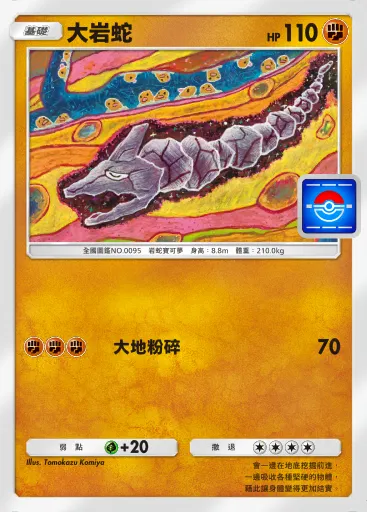 基礎 大岩蛇 HP 110
全國圖鑑NO.0095 岩蛇寶可夢 身高：8.8m 體重：210.0kg
大地粉碎 70
弱點 +20 撤退
Illus. Tomokazu Komiya
會一邊在地底挖掘前進，
一邊吸收各種堅硬的物體，
藉此讓身體變得更加結實。